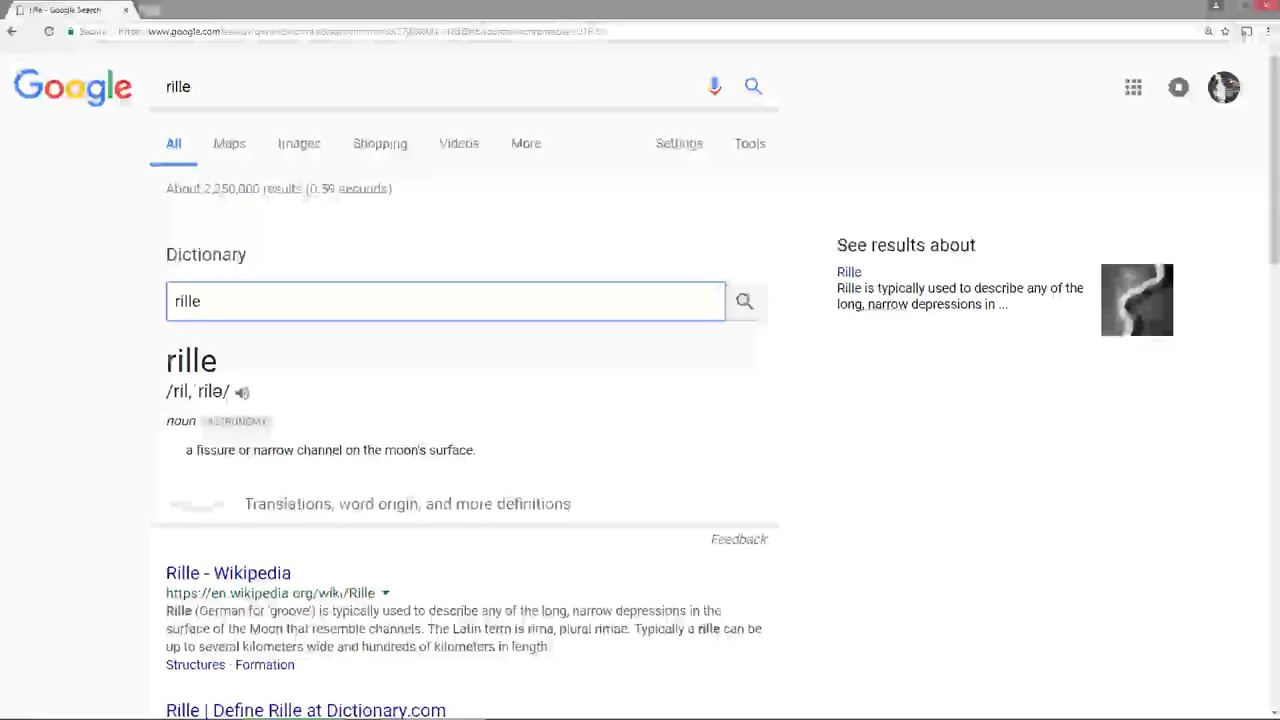 rille - Google Search
Secure
www.google.com
Google
rille
All Maps Images Shopping Videos More Settings Tools
About 2,250,000 results (0.59 seconds)
Dictionary
rille
rille
/ril,ˈrilə/
noun ASTRONOMY
a fissure or narrow channel on the moon's surface.
Translations, word origin, and more definitions
Feedback
Rille - Wikipedia
https://en.wikipedia.org/wiki/Rille
Rille (German for 'groove') is typically used to describe any of the long, narrow depressions in the
surface of the Moon that resemble channels. The Latin term is rima, plural rimae. Typically a rille can be
up to several kilometers wide and hundreds of kilometers in length
Structures · Formation
Rille | Define Rille at Dictionary.com
See results about
Rille
Rille is typically used to describe any of the
long, narrow depressions in ...